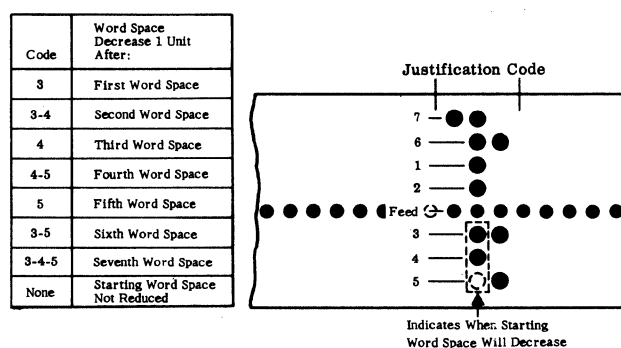 Code
Word Space
Decrease 1 Unit
After:
3 First Word Space
3-4 Second Word Space
4 Third Word Space
4-5 Fourth Word Space
5 Fifth Word Space
3-5 Sixth Word Space
3-4-5 Seventh Word Space
None Starting Word Space
Not Reduced
Justification Code
7
6
1
2
Feed
3
4
5
Indicates When Starting
Word Space Will Decrease